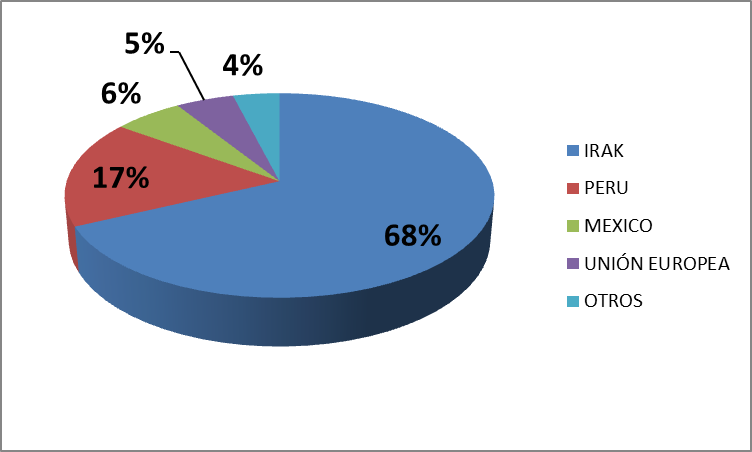 5%
4%
6%
17%
68%
IRAK
PERU
MEXICO
UNIÓN EUROPEA
OTROS